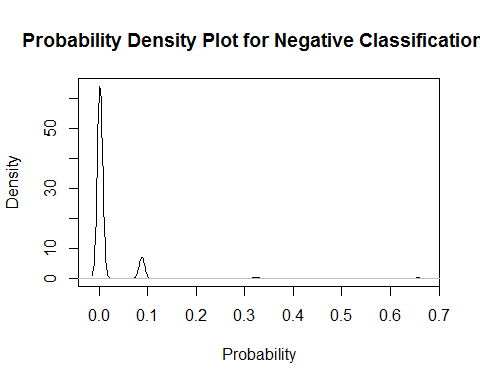 Probability Density Plot for Negative Classification
Density
50
30
10
0
0.0 0.1 0.2 0.3 0.4 0.5 0.6 0.7
Probability